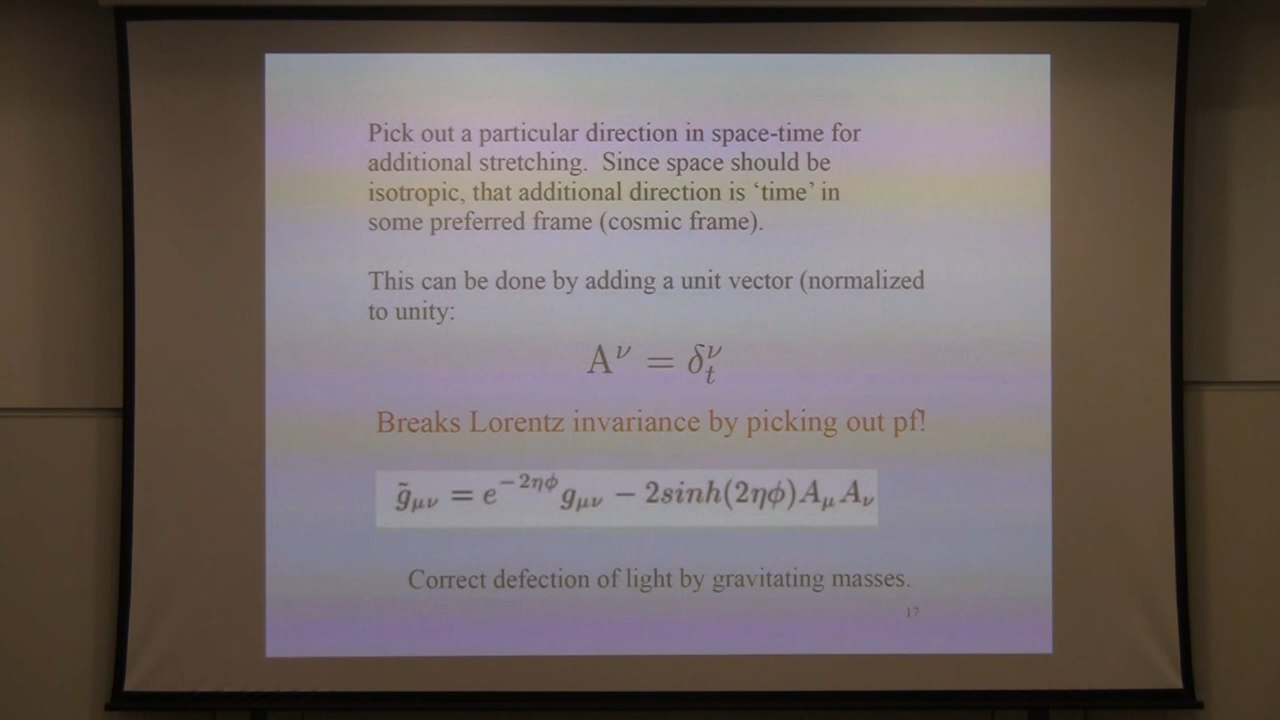 Pick out a particular direction in space-time for
additional stretching. Since space should be
isotropic, that additional direction is ‘time’ in
some preferred frame (cosmic frame).
This can be done by adding a unit vector (normalized
to unity:
A^ν = δ_t^ν
Breaks Lorentz invariance by picking out pf!
g̃_μν = e^{−2ηϕ} g_μν − 2sinh(2ηϕ)A_μ A_ν
Correct defection of light by gravitating masses.
17